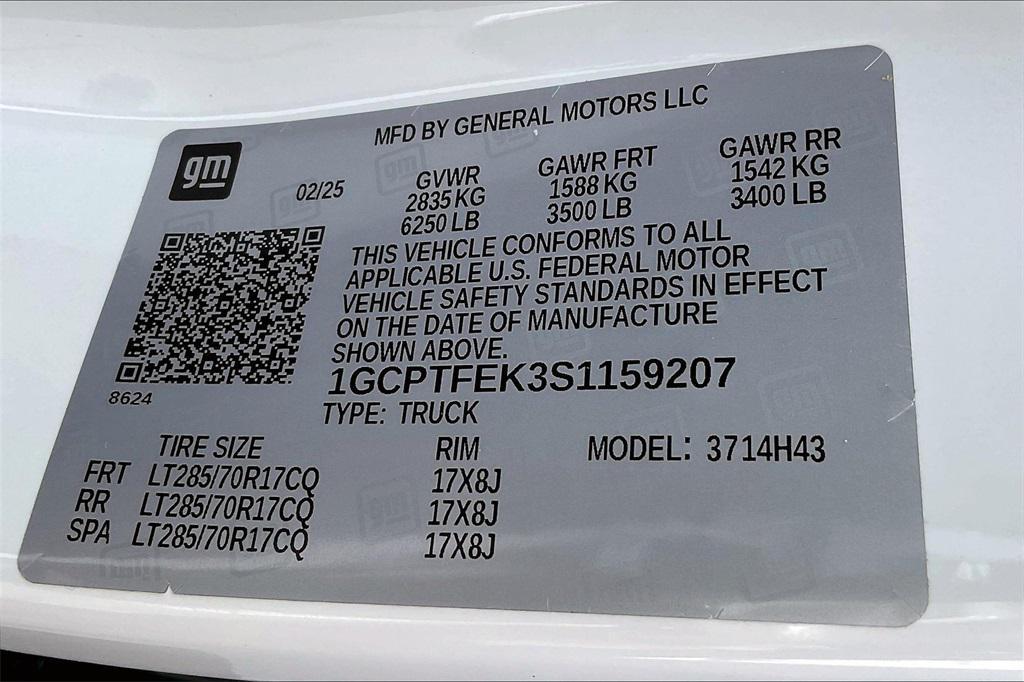 MFD BY GENERAL MOTORS LLC
gm
02/25
GVWR GAWR FRT GAWR RR
2835 KG 1588 KG 1542 KG
6250 LB 3500 LB 3400 LB
THIS VEHICLE CONFORMS TO ALL
APPLICABLE U.S. FEDERAL MOTOR
VEHICLE SAFETY STANDARDS IN EFFECT
ON THE DATE OF MANUFACTURE
SHOWN ABOVE.
1GCPTFEK3S1159207
8624
TYPE: TRUCK
TIRE SIZE RIM MODEL: 3714H43
FRT LT285/70R17CQ 17X8J
RR LT285/70R17CQ 17X8J
SPA LT285/70R17CQ 17X8J